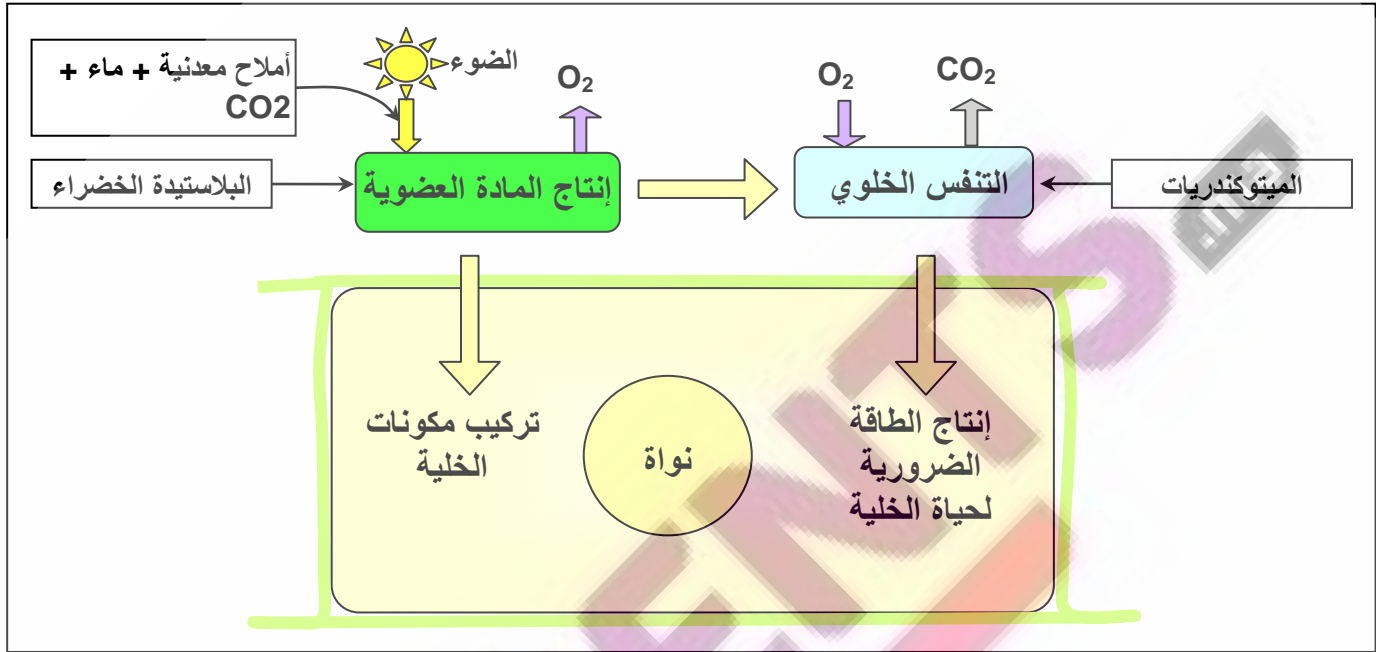 أملاح معدنية + ماء +
CO2
الضوء
O₂
O₂
CO₂
البلاستيدة الخضراء
إنتاج المادة العضوية
التنفس الخلوي
الميتوكندريات
تركيب مكونات
الخلية
نواة
إنتاج الطاقة
الضرورية
لحياة الخلية